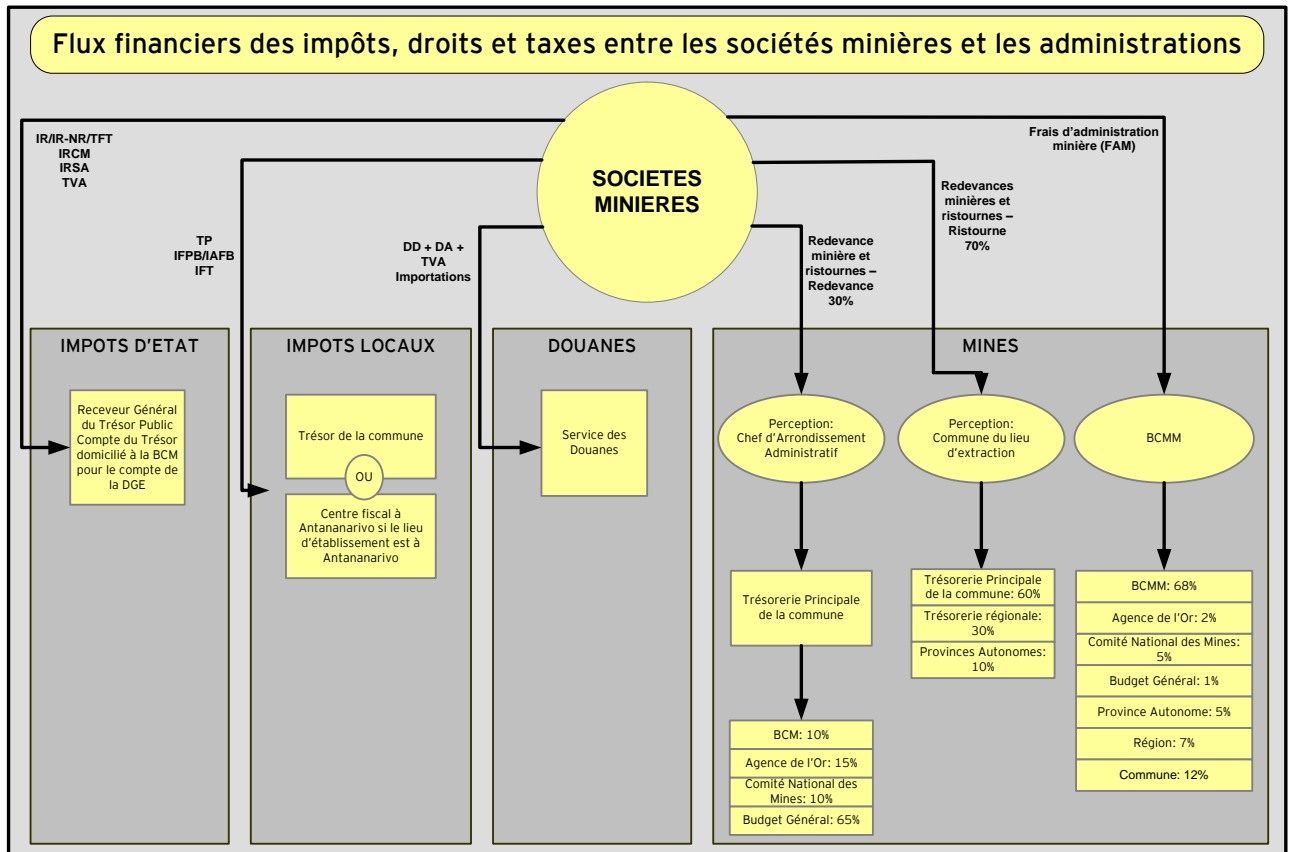 Flux financiers des impôts, droits et taxes entre les sociétés minières et les administrations
SOCIETES
MINIERES
IR/IR-NR/TFT
IRCM
IRSA
TVA
TP
IFPB/IAFB
IFT
DD + DA +
TVA
Importations
Redevance
minière et
ristournes –
Redevance
30%
Redevances
minières et
ristournes –
Ristourne
70%
Frais d'administration
minière (FAM)
IMPOTS D'ETAT
Receveur Général
du Trésor Public
Compte du Trésor
domicilié à la BCM
pour le compte de
la DGE
IMPOTS LOCAUX
Trésor de la commune
OU
Centre fiscal à
Antananarivo si le lieu
d'établissement est à
Antananarivo
DOUANES
Service des
Douanes
MINES
Perception:
Chef d'Arrondissement
Administratif
Trésorerie Principale
de la commune
BCM: 10%
Agence de l'Or: 15%
Comité National des
Mines: 10%
Budget Général: 65%
Perception:
Commune du lieu
d'extraction
Trésorerie Principale
de la commune: 60%
Trésorerie régionale:
30%
Provinces Autonomes:
10%
BCMM
BCMM: 68%
Agence de l'Or: 2%
Comité National des Mines:
5%
Budget Général: 1%
Province Autonome: 5%
Région: 7%
Commune: 12%